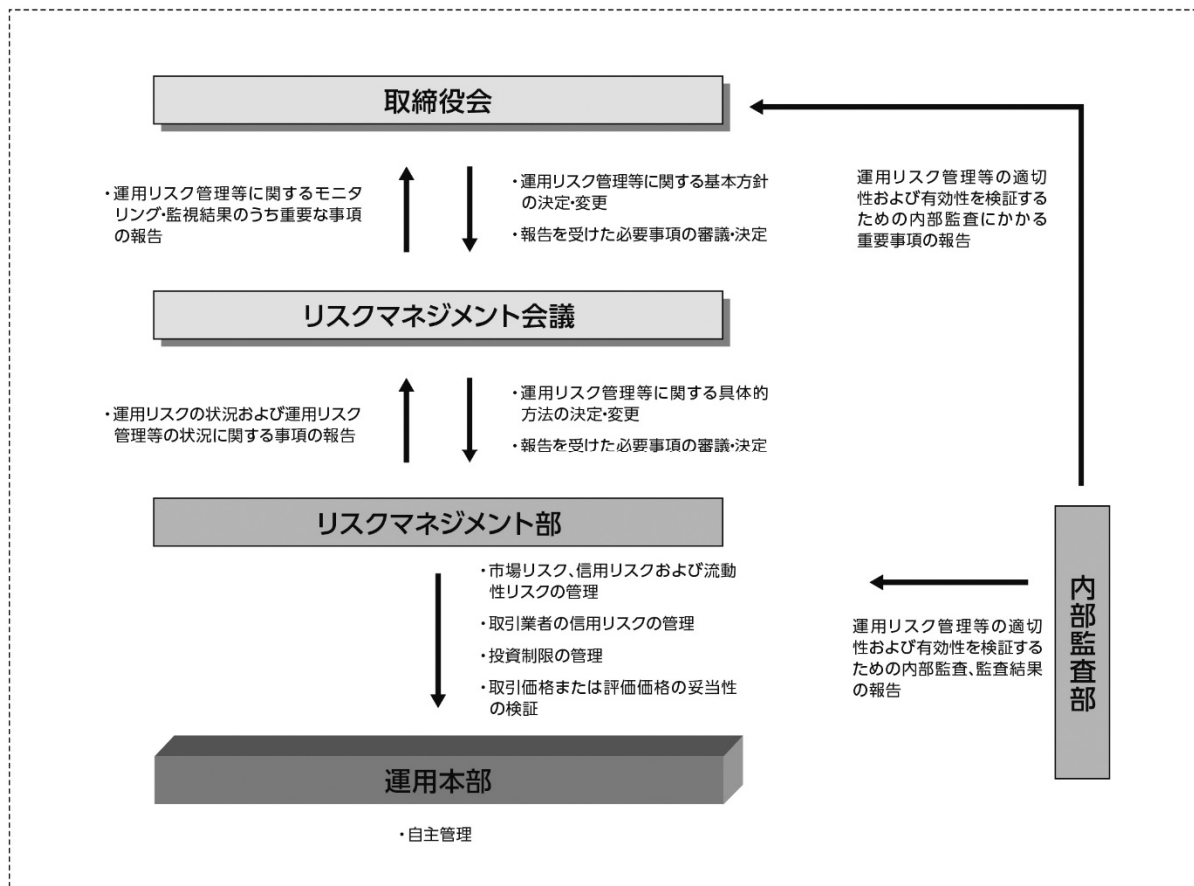 取締役会
・運用リスク管理等に関するモニタ
リング・監視結果のうち重要な事項
の報告
・運用リスク管理等に関する基本方針
の決定・変更
・報告を受けた必要事項の審議・決定
運用リスク管理等の適切
性および有効性を検証する
ための内部監査にかかる
重要事項の報告
リスクマネジメント会議
・運用リスクの状況および運用リスク
管理等の状況に関する事項の報告
・運用リスク管理等に関する具体的
方法の決定・変更
・報告を受けた必要事項の審議・決定
リスクマネジメント部
・市場リスク、信用リスクおよび流動
性リスクの管理
・取引業者の信用リスクの管理
・投資制限の管理
・取引価格または評価価格の妥当性
の検証
運用リスク管理等の適切
性および有効性を検証する
ための内部監査、監査結果
の報告
内部監査部
運用本部
・自主管理